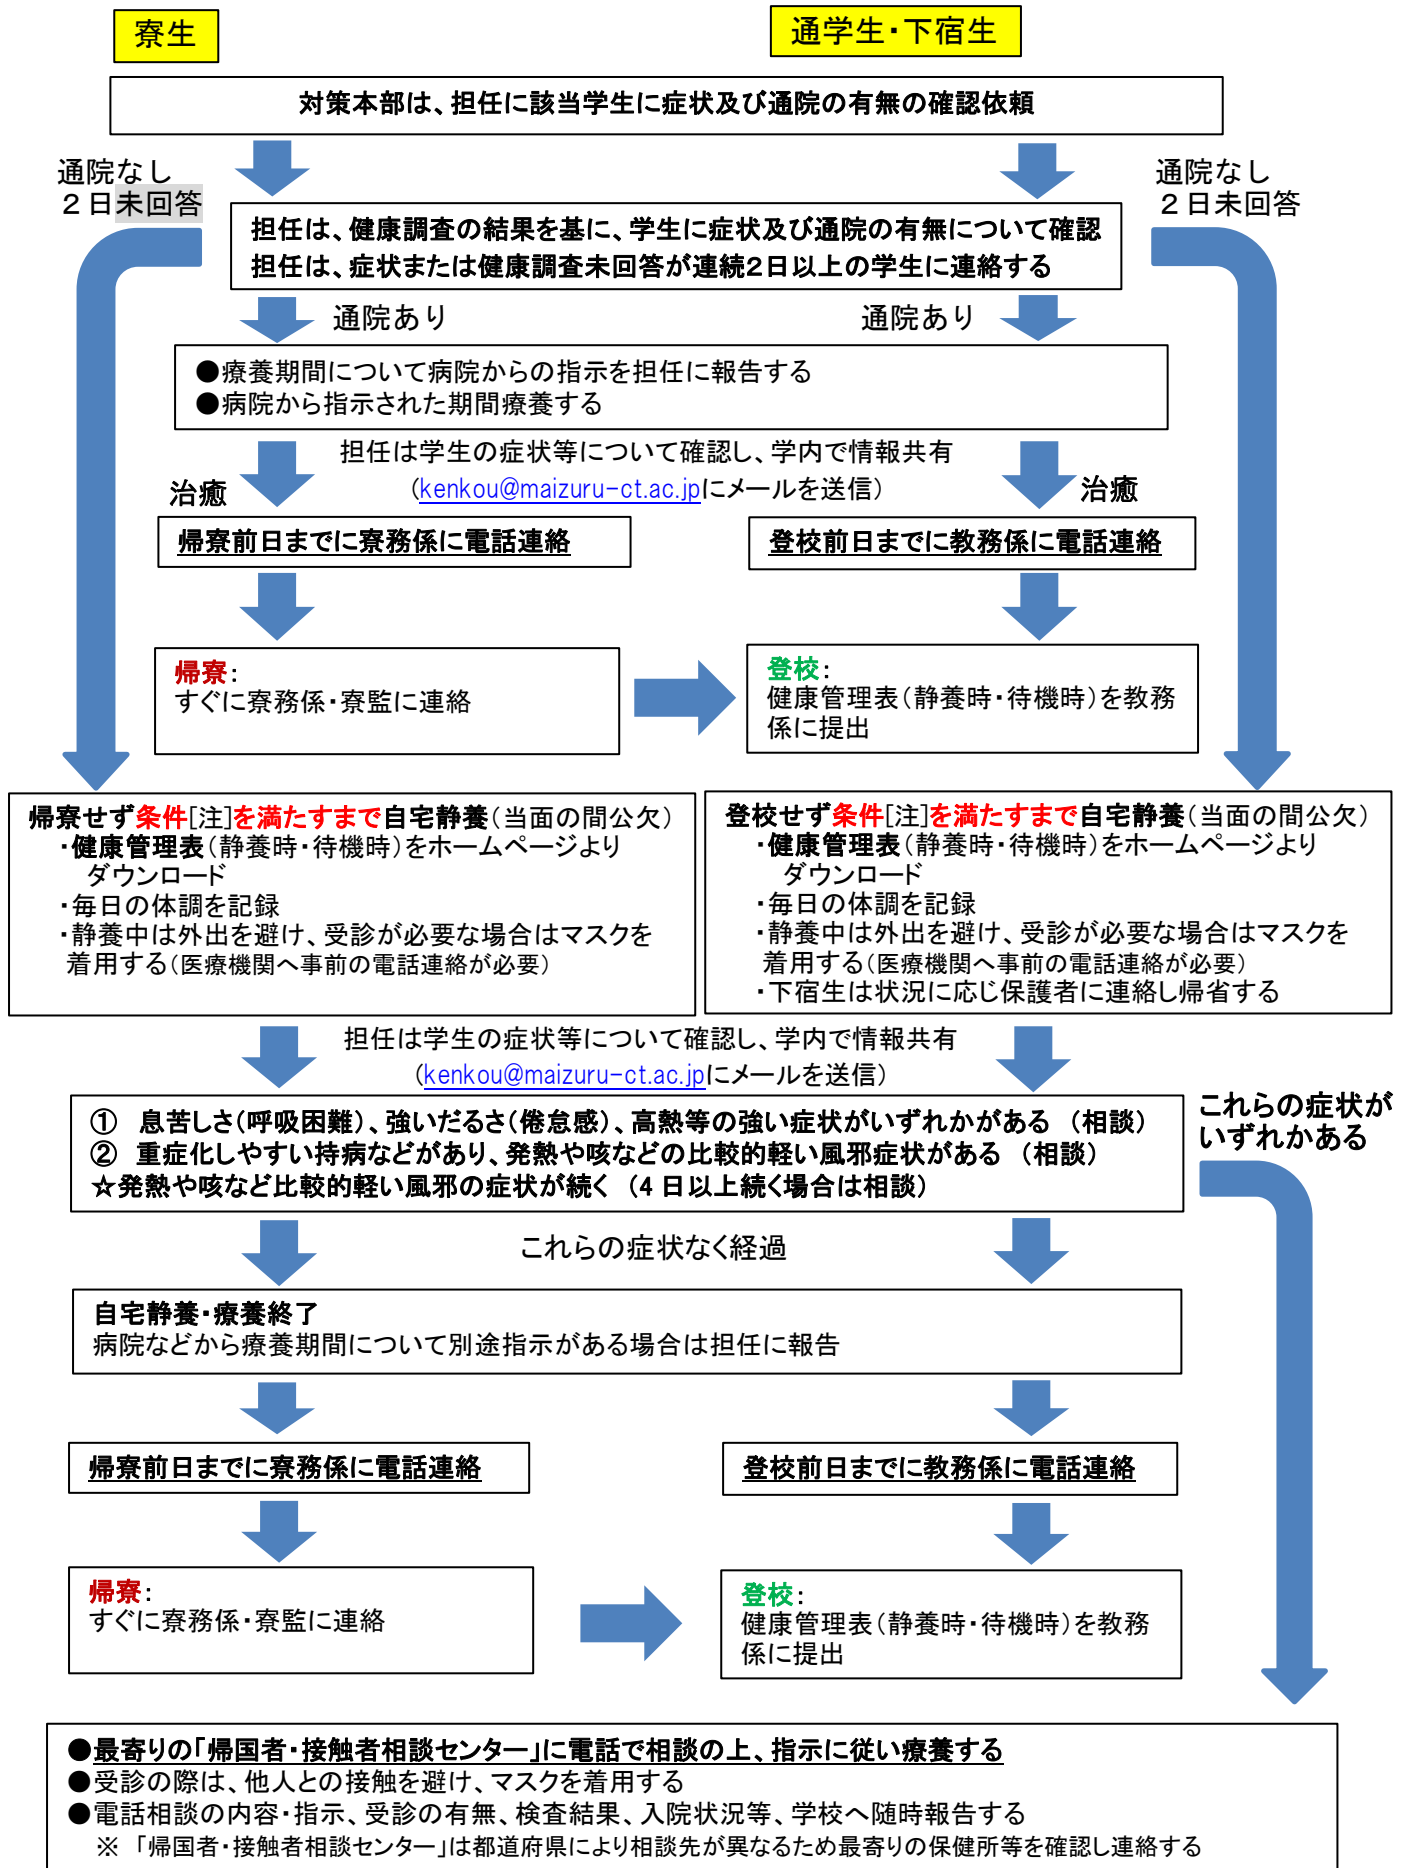 寮生
通学生・下宿生
対策本部は、担任に該当学生に症状及び通院の有無の確認依頼
通院なし
２日未回答
通院なし
２日未回答
担任は、健康調査の結果を基に、学生に症状及び通院の有無について確認
担任は、症状または健康調査未回答が連続2日以上の学生に連絡する
通院あり
通院あり
●療養期間について病院からの指示を担任に報告する
●病院から指示された期間療養する
担任は学生の症状等について確認し、学内で情報共有
(kenkou@maizuru-ct.ac.jpにメールを送信)
治癒
治癒
帰寮前日までに寮務係に電話連絡
登校前日までに教務係に電話連絡
帰寮：
すぐに寮務係・寮監に連絡
登校：
健康管理表（静養時・待機時）を教務
係に提出
帰寮せず条件[注]を満たすまで自宅静養（当面の間公欠）
・健康管理表（静養時・待機時）をホームページより
ダウンロード
・毎日の体調を記録
・静養中は外出を避け、受診が必要な場合はマスクを
着用する（医療機関へ事前の電話連絡が必要）
登校せず条件[注]を満たすまで自宅静養（当面の間公欠）
・健康管理表（静養時・待機時）をホームページより
ダウンロード
・毎日の体調を記録
・静養中は外出を避け、受診が必要な場合はマスクを
着用する（医療機関へ事前の電話連絡が必要）
・下宿生は状況に応じ保護者に連絡し帰省する
担任は学生の症状等について確認し、学内で情報共有
(kenkou@maizuru-ct.ac.jpにメールを送信)
① 息苦しさ（呼吸困難）、強いだるさ（倦怠感）、高熱等の強い症状がいずれかがある （相談）
② 重症化しやすい持病などがあり、発熱や咳などの比較的軽い風邪症状がある （相談）
☆発熱や咳など比較的軽い風邪の症状が続く （4 日以上続く場合は相談）
これらの症状が
いずれかある
これらの症状なく経過
自宅静養・療養終了
病院などから療養期間について別途指示がある場合は担任に報告
帰寮前日までに寮務係に電話連絡
登校前日までに教務係に電話連絡
帰寮：
すぐに寮務係・寮監に連絡
登校：
健康管理表（静養時・待機時）を教務
係に提出
●最寄りの「帰国者・接触者相談センター」に電話で相談の上、指示に従い療養する
●受診の際は、他人との接触を避け、マスクを着用する
●電話相談の内容・指示、受診の有無、検査結果、入院状況等、学校へ随時報告する
※ 「帰国者・接触者相談センター」は都道府県により相談先が異なるため最寄りの保健所等を確認し連絡する